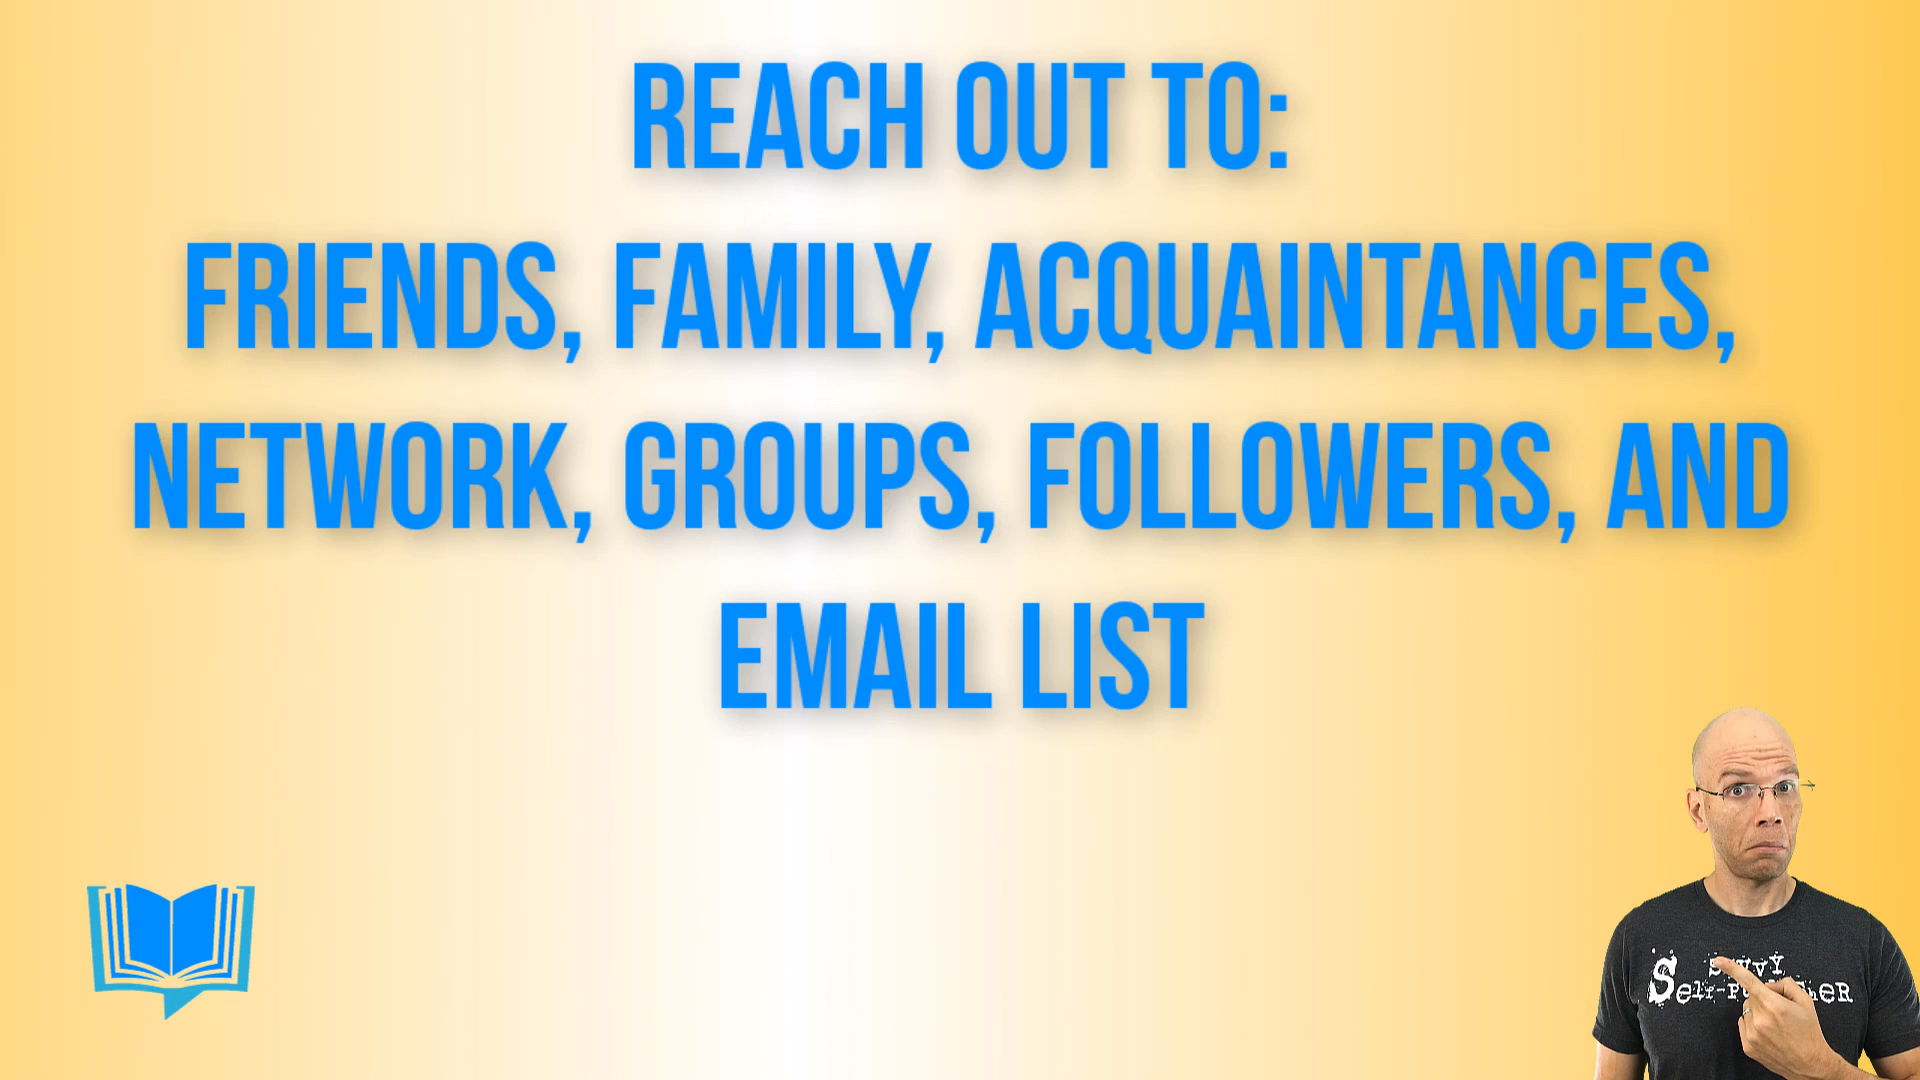 REACH OUT TO:
FRIENDS, FAMILY, ACQUAINTANCES,
NETWORK, GROUPS, FOLLOWERS, AND
EMAIL LIST